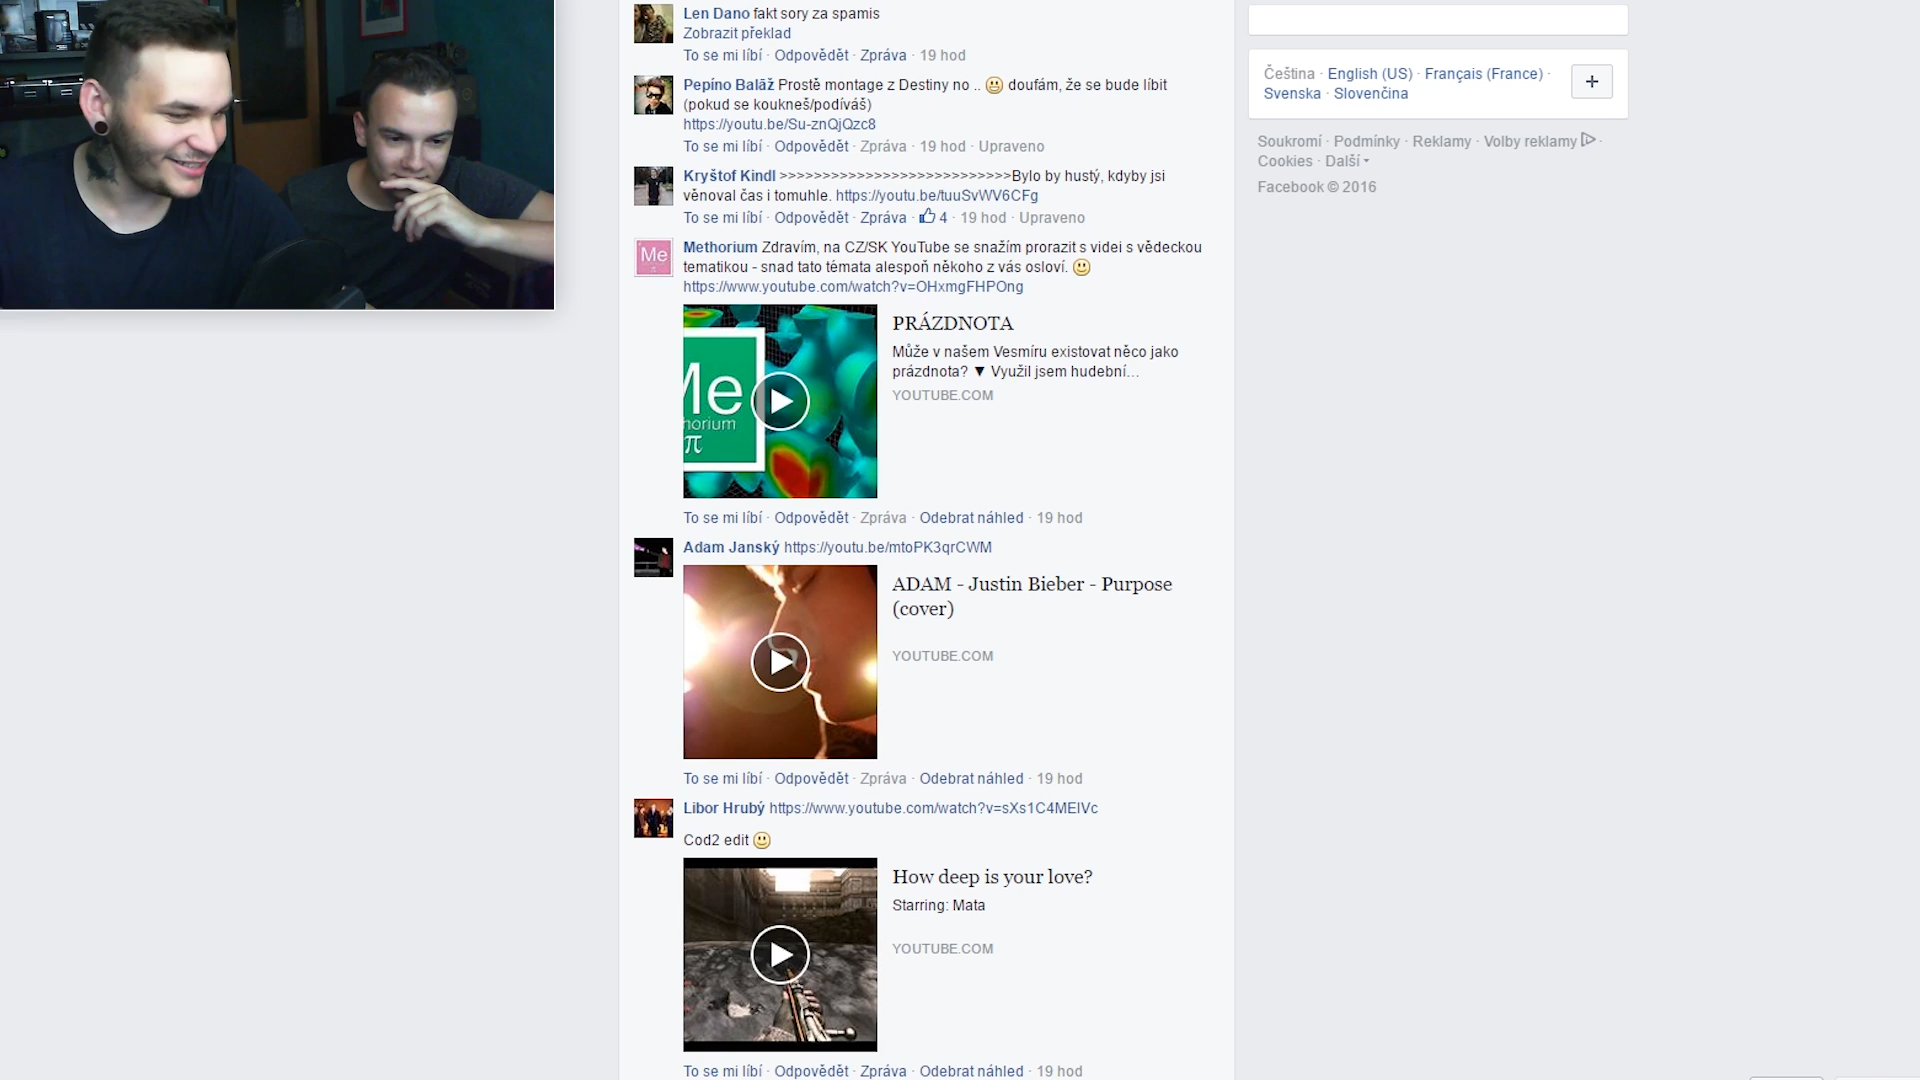 Len Dano fakt sory za spamis
Zobrazit překlad
To se mi líbí · Odpovědět · Zpráva · 19 hod
Pepíno Baláž Prostě montage z Destiny no .. doufám, že se bude líbit
(pokud se koukneš/podíváš)
https://youtu.be/Su-znQjQzc8
To se mi líbí · Odpovědět · Zpráva · 19 hod · Upraveno
Kryštof Kindl >>>>>>>>>>>>>>>>>>>>>>>>>>>Bylo by hustý, kdyby jsi
věnoval čas i tomuhle. https://youtu.be/tuuSvWV6CFg
To se mi líbí · Odpovědět · Zpráva · 4 · 19 hod · Upraveno
Me
Methorium Zdravím, na CZ/SK YouTube se snažím prorazit s videi s vědeckou
tematikou - snad tato témata alespoň někoho z vás osloví.
https://www.youtube.com/watch?v=OHxmgFHPOng
Me
horium
π
PRÁZDNOTA
Může v našem Vesmíru existovat něco jako
prázdnota? ▼ Využil jsem hudební...
YOUTUBE.COM
To se mi líbí · Odpovědět · Zpráva · Odebrat náhled · 19 hod
Adam Janský https://youtu.be/mtoPK3qrCWM
ADAM - Justin Bieber - Purpose
(cover)
YOUTUBE.COM
To se mi líbí · Odpovědět · Zpráva · Odebrat náhled · 19 hod
Libor Hrubý https://www.youtube.com/watch?v=sXs1C4MEIVc
Cod2 edit
How deep is your love?
Starring: Mata
YOUTUBE.COM
To se mi líbí · Odpovědět · Zpráva · Odebrat náhled · 19 hod
Čeština · English (US) · Français (France) ·
Svenska · Slovenčina
+
Soukromí · Podmínky · Reklamy · Volby reklamy ·
Cookies · Další
Facebook © 2016